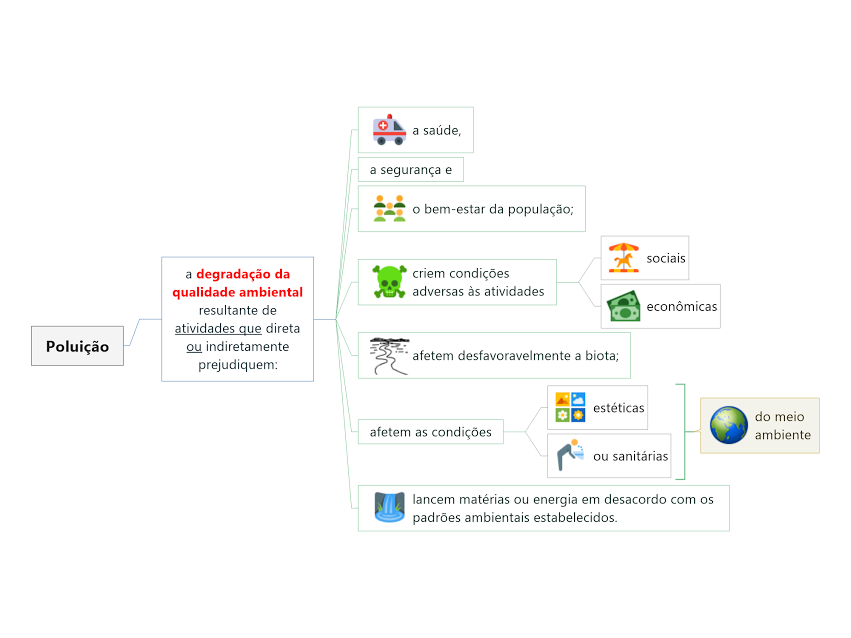 Poluição
a degradação da
qualidade ambiental
resultante de
atividades que direta
ou indiretamente
prejudiquem:
a saúde,
a segurança e
o bem-estar da população;
criem condições
adversas às atividades
sociais
econômicas
afetem desfavoravelmente a biota;
afetem as condições
estéticas
ou sanitárias
do meio
ambiente
lancem matérias ou energia em desacordo com os
padrões ambientais estabelecidos.